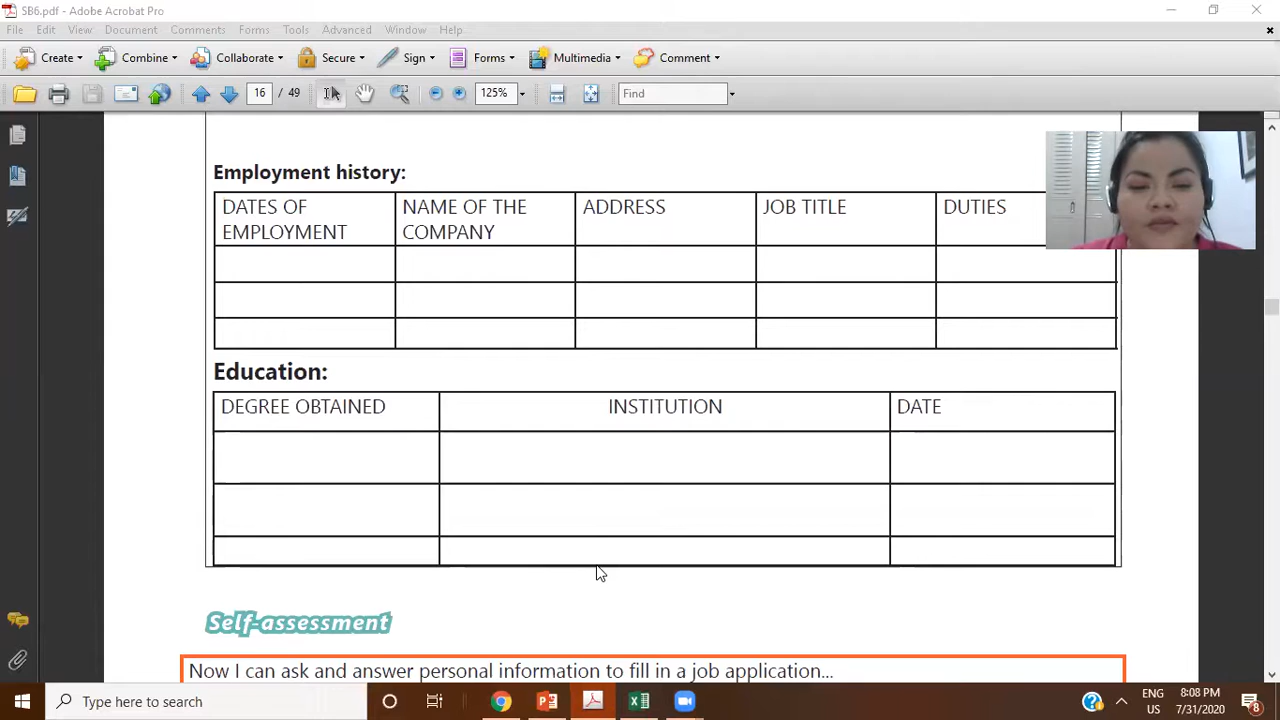 SB6.pdf - Adobe Acrobat Pro
File Edit View Document Comments Forms Tools Advanced Window Help
Create Combine Collaborate Secure Sign Forms Multimedia Comment
16 / 49 125% Find
Employment history:
DATES OF EMPLOYMENT
NAME OF THE COMPANY
ADDRESS
JOB TITLE
DUTIES
Education:
DEGREE OBTAINED INSTITUTION DATE
Self-assessment
Now I can ask and answer personal information to fill in a job application...
Type here to search
ENG
US
8:08 PM
7/31/2020
8